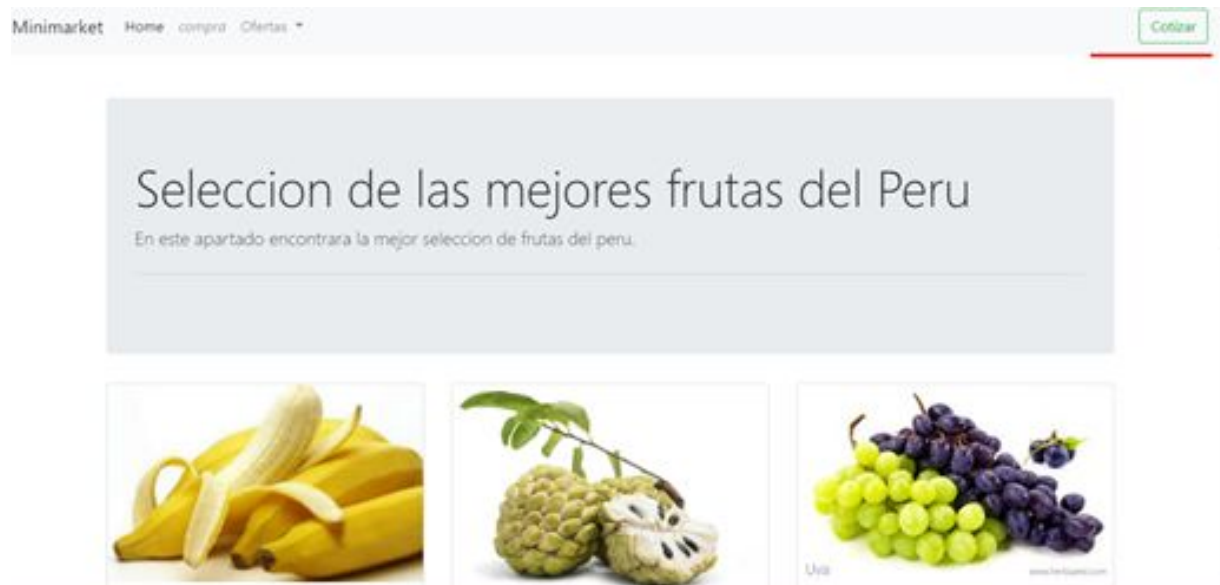 Minimarket Home compra Ofertas Cotizar
Seleccion de las mejores frutas del Peru
En este apartado encontrara la mejor seleccion de frutas del peru.
Uva